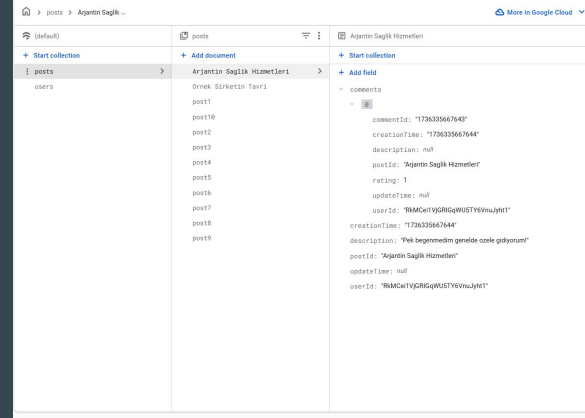 posts > Arjantin Saglik ...
More in Google Cloud
(default)
posts
Arjantin Saglik Hizmetleri
+ Start collection
+ Add document
+ Start collection
posts
users
Arjantin Saglik Hizmetleri
Ornek Sirketin Tavri
post1
post10
post2
post3
post4
post5
post6
post7
post8
post9
+ Add field
comments
0
commentId: "1736335667643"
creationTime: "1736335667644"
description: null
postId: "Arjantin Saglik Hizmetleri"
rating: 1
updateTime: null
userId: "RkMCei1VjGRIGqWU5TY6VnuJyht1"
creationTime: "1736335667644"
description: "Pek begenmedim genelde ozele gidiyorum!"
postId: "Arjantin Saglik Hizmetleri"
updateTime: null
userId: "RkMCei1VjGRIGqWU5TY6VnuJyht1"